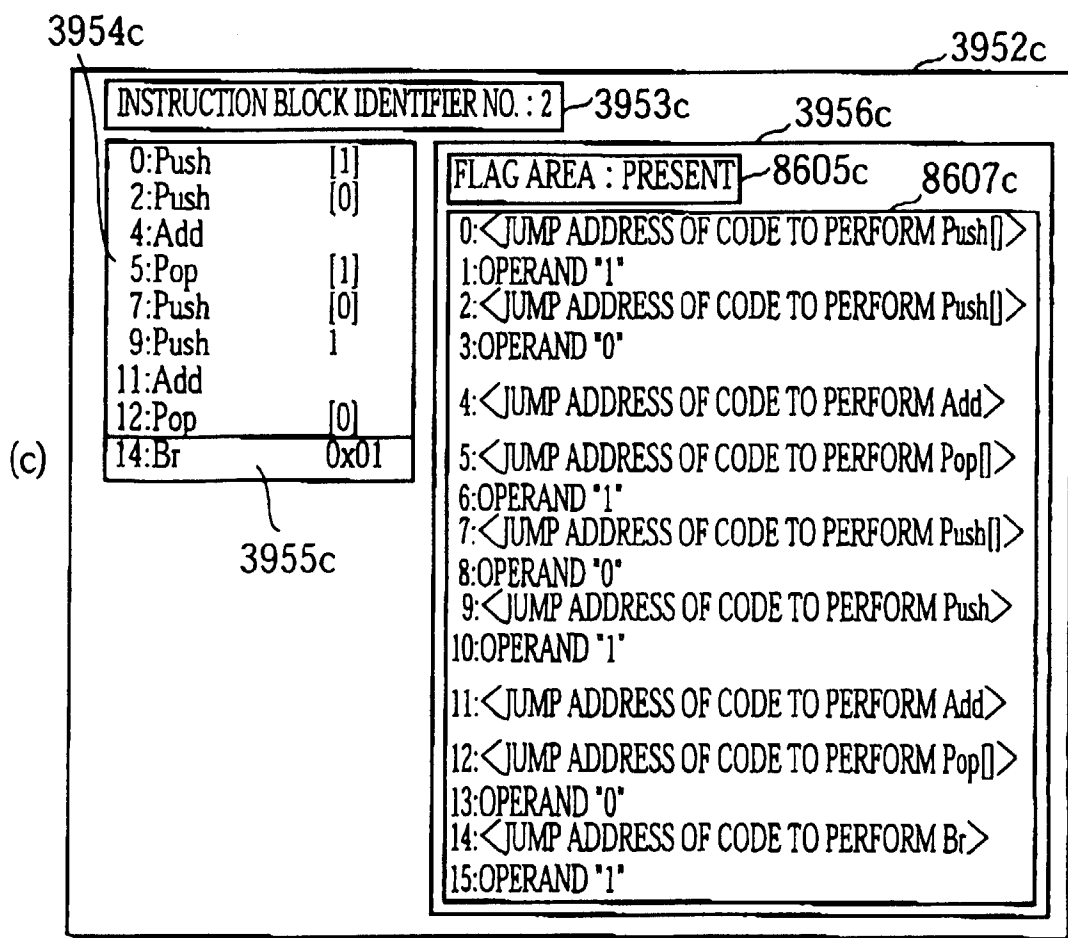 3954c
3952c
INSTRUCTION BLOCK IDENTIFIER NO. : 2
3953c
3956c
0:Push [1]
2:Push [0]
4:Add
5:Pop [1]
7:Push [0]
9:Push 1
11:Add
12:Pop [0]
14:Br 0x01
3955c
(c)
FLAG AREA : PRESENT
8605c
8607c
0:<JUMP ADDRESS OF CODE TO PERFORM Push[]>
1:OPERAND "1"
2:<JUMP ADDRESS OF CODE TO PERFORM Push[]>
3:OPERAND "0"
4:<JUMP ADDRESS OF CODE TO PERFORM Add>
5:<JUMP ADDRESS OF CODE TO PERFORM Pop[]>
6:OPERAND "1"
7:<JUMP ADDRESS OF CODE TO PERFORM Push[]>
8:OPERAND "0"
9:<JUMP ADDRESS OF CODE TO PERFORM Push>
10:OPERAND "1"
11:<JUMP ADDRESS OF CODE TO PERFORM Add>
12:<JUMP ADDRESS OF CODE TO PERFORM Pop[]>
13:OPERAND "0"
14:<JUMP ADDRESS OF CODE TO PERFORM Br>
15:OPERAND "1"